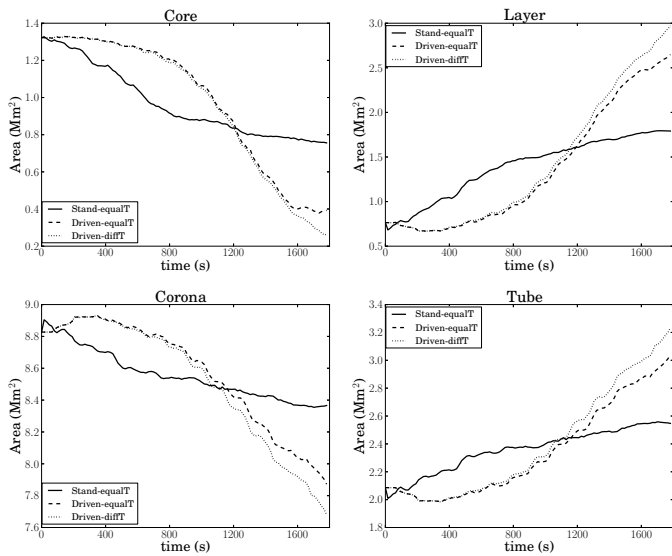 Core
Area (Mm²)
1.4
1.2
1.0
0.8
0.6
0.4
0.2
Stand-equalT
Driven-equalT
Driven-diffT
0 400 800 1200 1600
time (s)
Layer
Area (Mm²)
3.0
2.5
2.0
1.5
1.0
0.5
Stand-equalT
Driven-equalT
Driven-diffT
0 400 800 1200 1600
time (s)
Corona
Area (Mm²)
9.0
8.8
8.6
8.4
8.2
8.0
7.8
7.6
Stand-equalT
Driven-equalT
Driven-diffT
0 400 800 1200 1600
time (s)
Tube
Area (Mm²)
3.4
3.2
3.0
2.8
2.6
2.4
2.2
2.0
1.8
Stand-equalT
Driven-equalT
Driven-diffT
0 400 800 1200 1600
time (s)